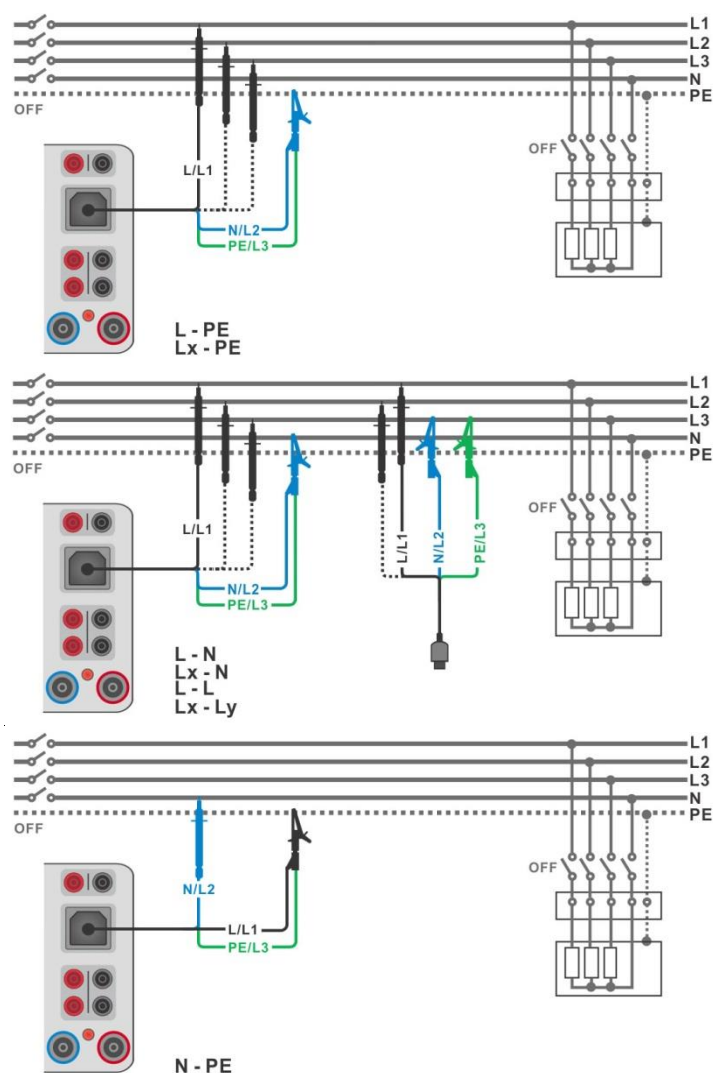 L1
L2
L3
N
PE
OFF
OFF
L/L1
N/L2
PE/L3
L - PE
Lx - PE
L1
L2
L3
N
PE
OFF
OFF
L/L1
L/L1
N/L2
PE/L3
N/L2
PE/L3
L - N
Lx - N
L - L
Lx - Ly
L1
L2
L3
N
PE
OFF
OFF
N/L2
L/L1
PE/L3
N - PE